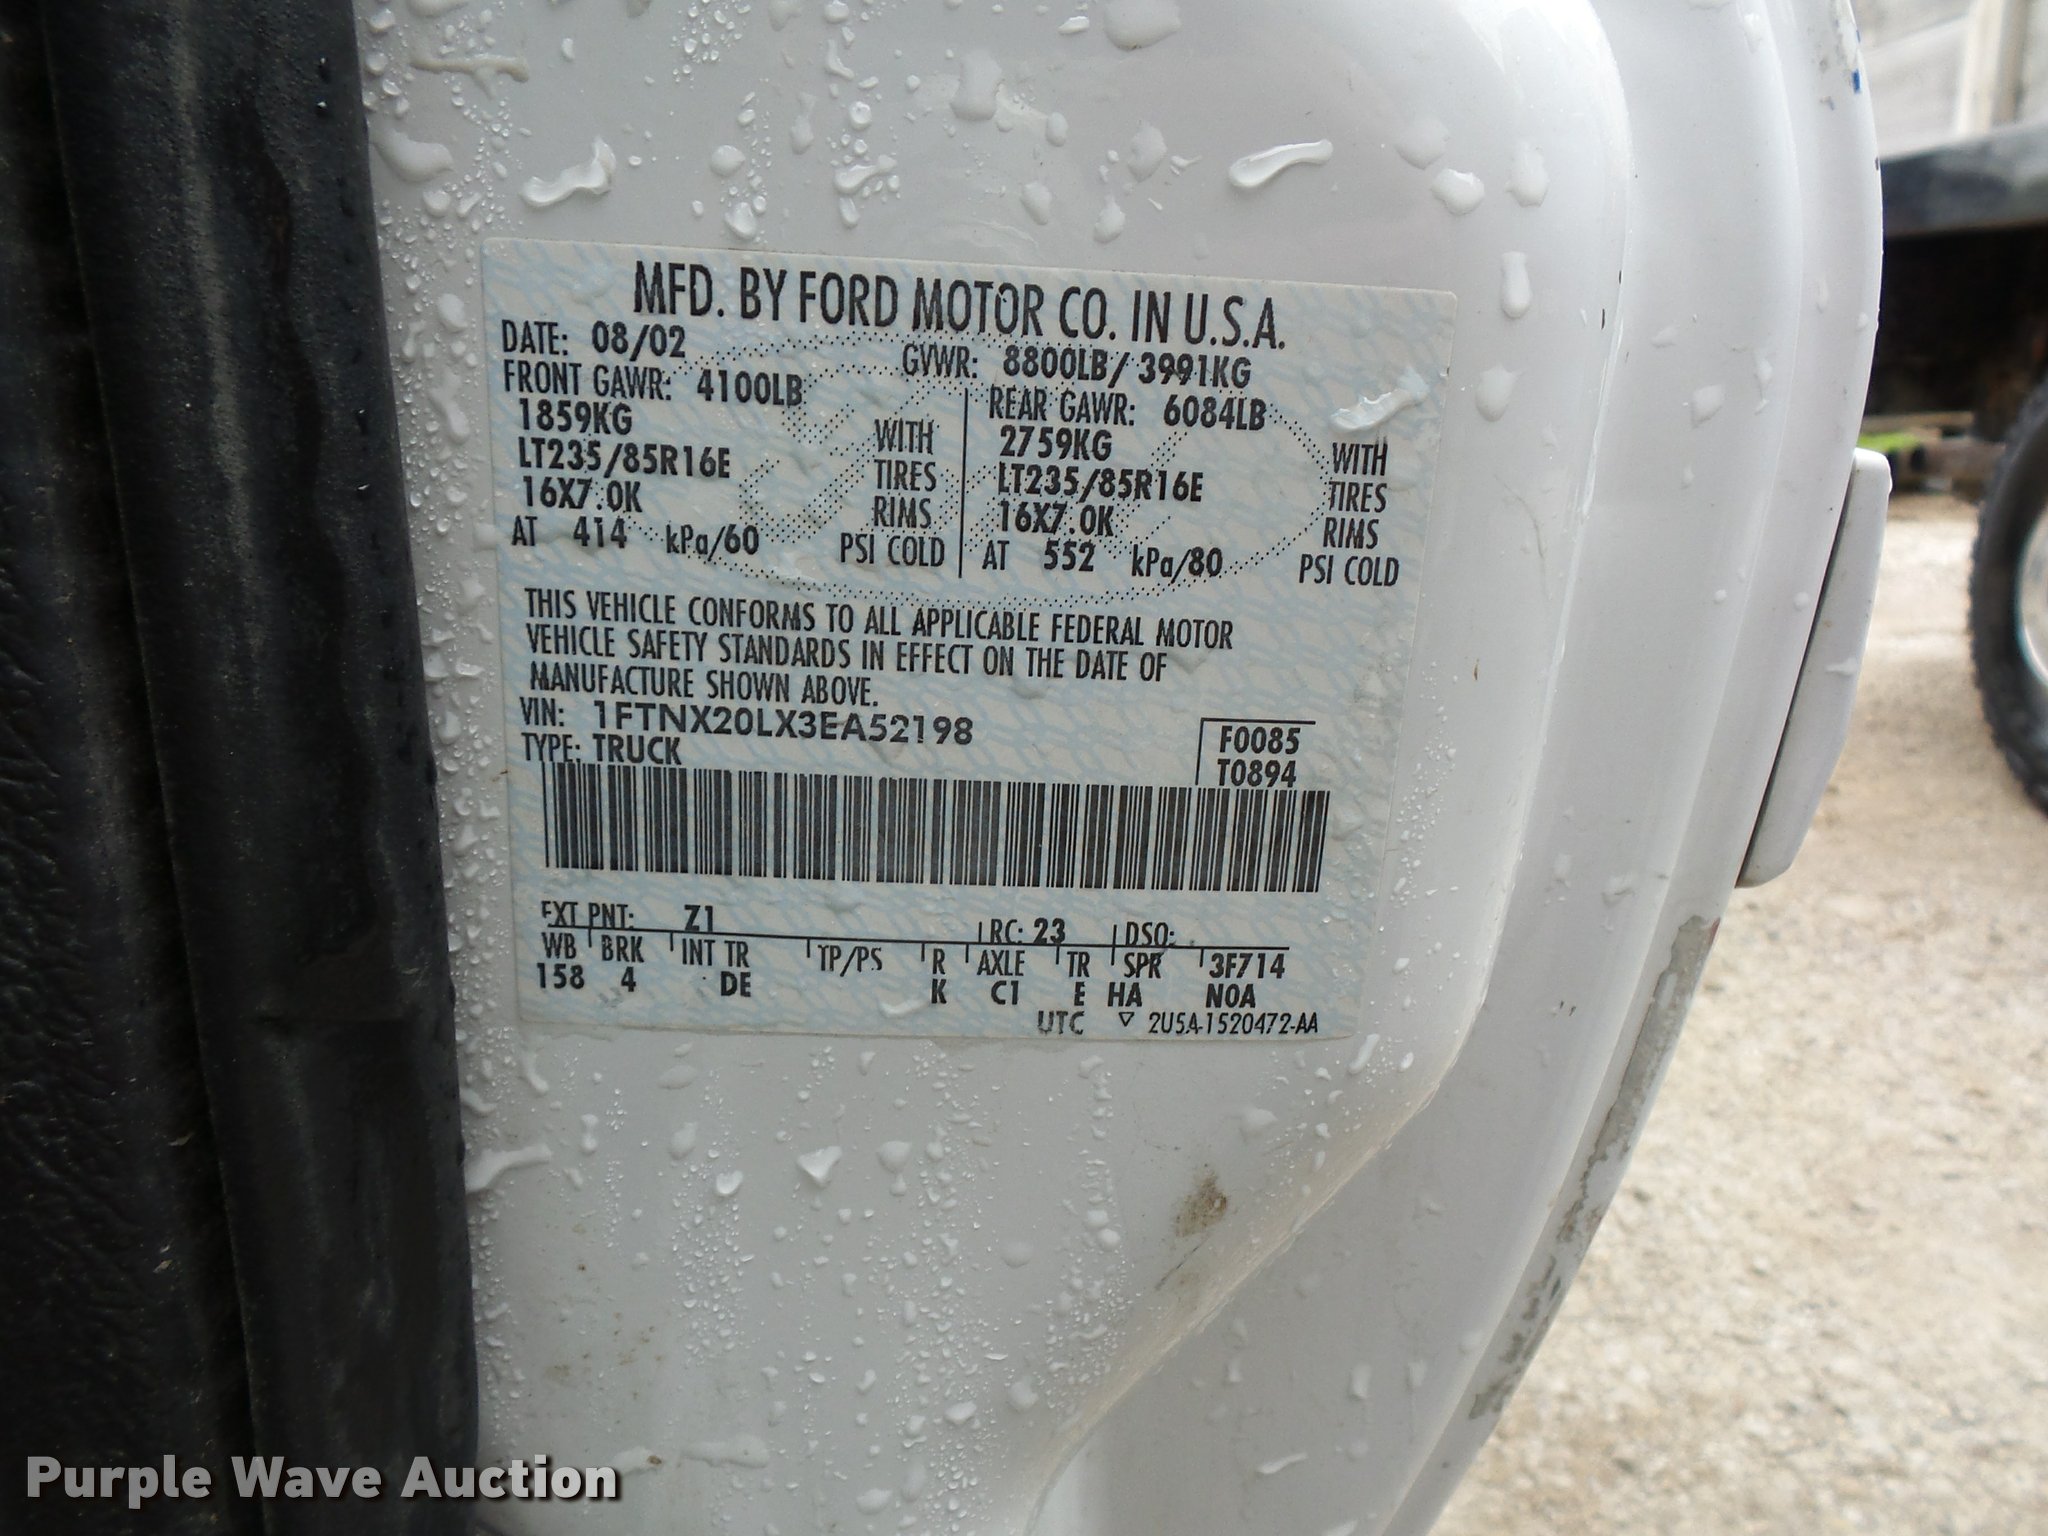 MFD. BY FORD MOTOR CO. IN U.S.A.
DATE: 08/02 GVWR: 8800LB/ 3991KG
FRONT GAWR: 4100LB REAR GAWR: 6084LB
1859KG WITH 2759KG WITH
LT235/85R16E TIRES LT235/85R16E TIRES
16X7.0K RIMS 16X7.0K RIMS
AT 414 kPa/60 PSI COLD AT 552 kPa/80 PSI COLD
THIS VEHICLE CONFORMS TO ALL APPLICABLE FEDERAL MOTOR
VEHICLE SAFETY STANDARDS IN EFFECT ON THE DATE OF
MANUFACTURE SHOWN ABOVE.
VIN: 1FTNX20LX3EA52198 F0085
TYPE: TRUCK T0894
EXT PNT: Z1 RC: 23 DSO:
WB BRK INT TR TP/PS R AXLE TR SPR 3F714
158 4 DE K C1 E HA N0A
UTC ▽ 2U5A-1520472-AA
Purple Wave Auction